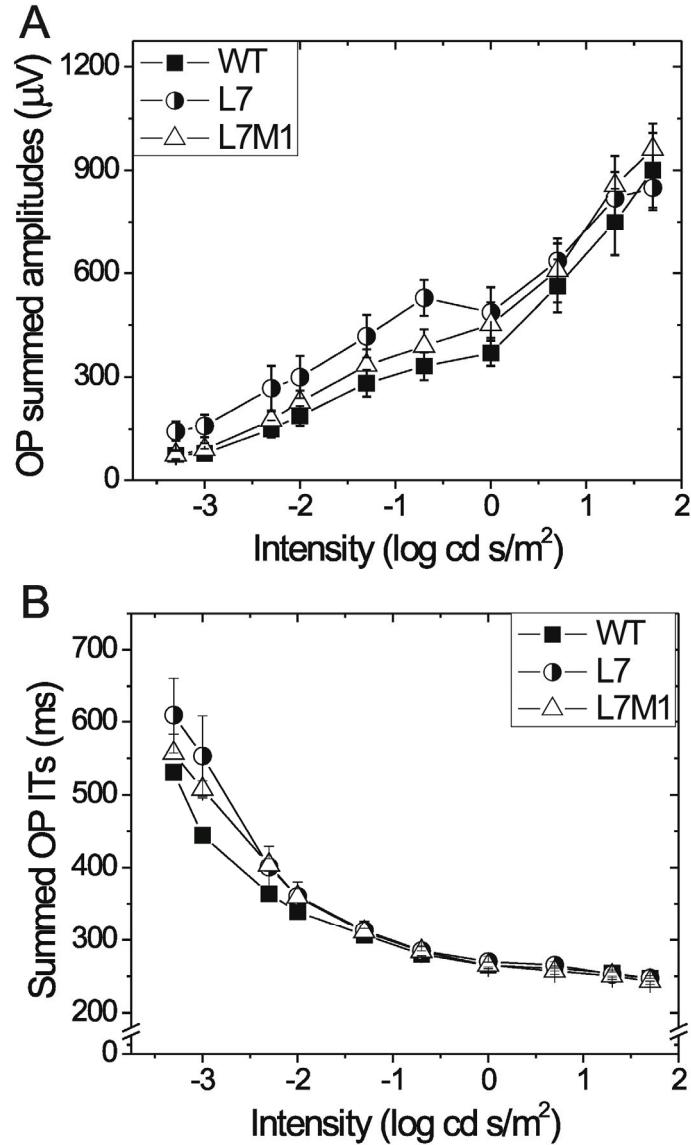 A
OP summed amplitudes (μV)
1200
900
600
300
0
WT
L7
L7M1
-3
-2
-1
0
1
2
Intensity (log cd s/m²)
B
Summed OP ITs (ms)
700
600
500
400
300
200
0
WT
L7
L7M1
-3
-2
-1
0
1
2
Intensity (log cd s/m²)